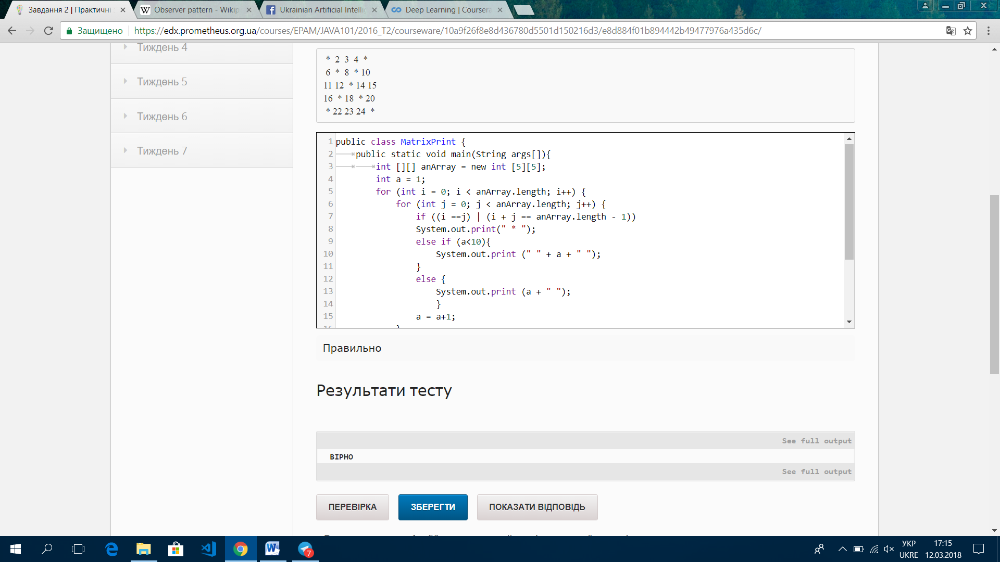 Завдання 2 | Практичні
Observer pattern - Wikip
Ukrainian Artificial Intellig
Deep Learning | Coursera
Защищено
https://edx.prometheus.org.ua/courses/EPAM/JAVA101/2016_T2/courseware/10a9f26f8e8d436780d5501d150216d3/e8d884f01b894442b49477976a435d6c/
Тиждень 4
Тиждень 5
Тиждень 6
Тиждень 7
* 2 3 4 *
6 * 8 * 10
11 12 * 14 15
16 * 18 * 20
* 22 23 24 *
1 public class MatrixPrint {
2 public static void main(String args[]){
3 int [][] anArray = new int [5][5];
4 int a = 1;
5 for (int i = 0; i < anArray.length; i++) {
6 for (int j = 0; j < anArray.length; j++) {
7 if ((i ==j) | (i + j == anArray.length - 1))
8 System.out.print(" * ");
9 else if (a<10){
10 System.out.print (" " + a + " ");
11 }
12 else {
13 System.out.print (a + " ");
14 }
15 a = a+1;
16 }
Правильно
Результати тесту
See full output
ВІРНО
See full output
ПЕРЕВІРКА
ЗБЕРЕГТИ
ПОКАЗАТИ ВІДПОВІДЬ
7
УКР
UKRE
17:15
12.03.2018